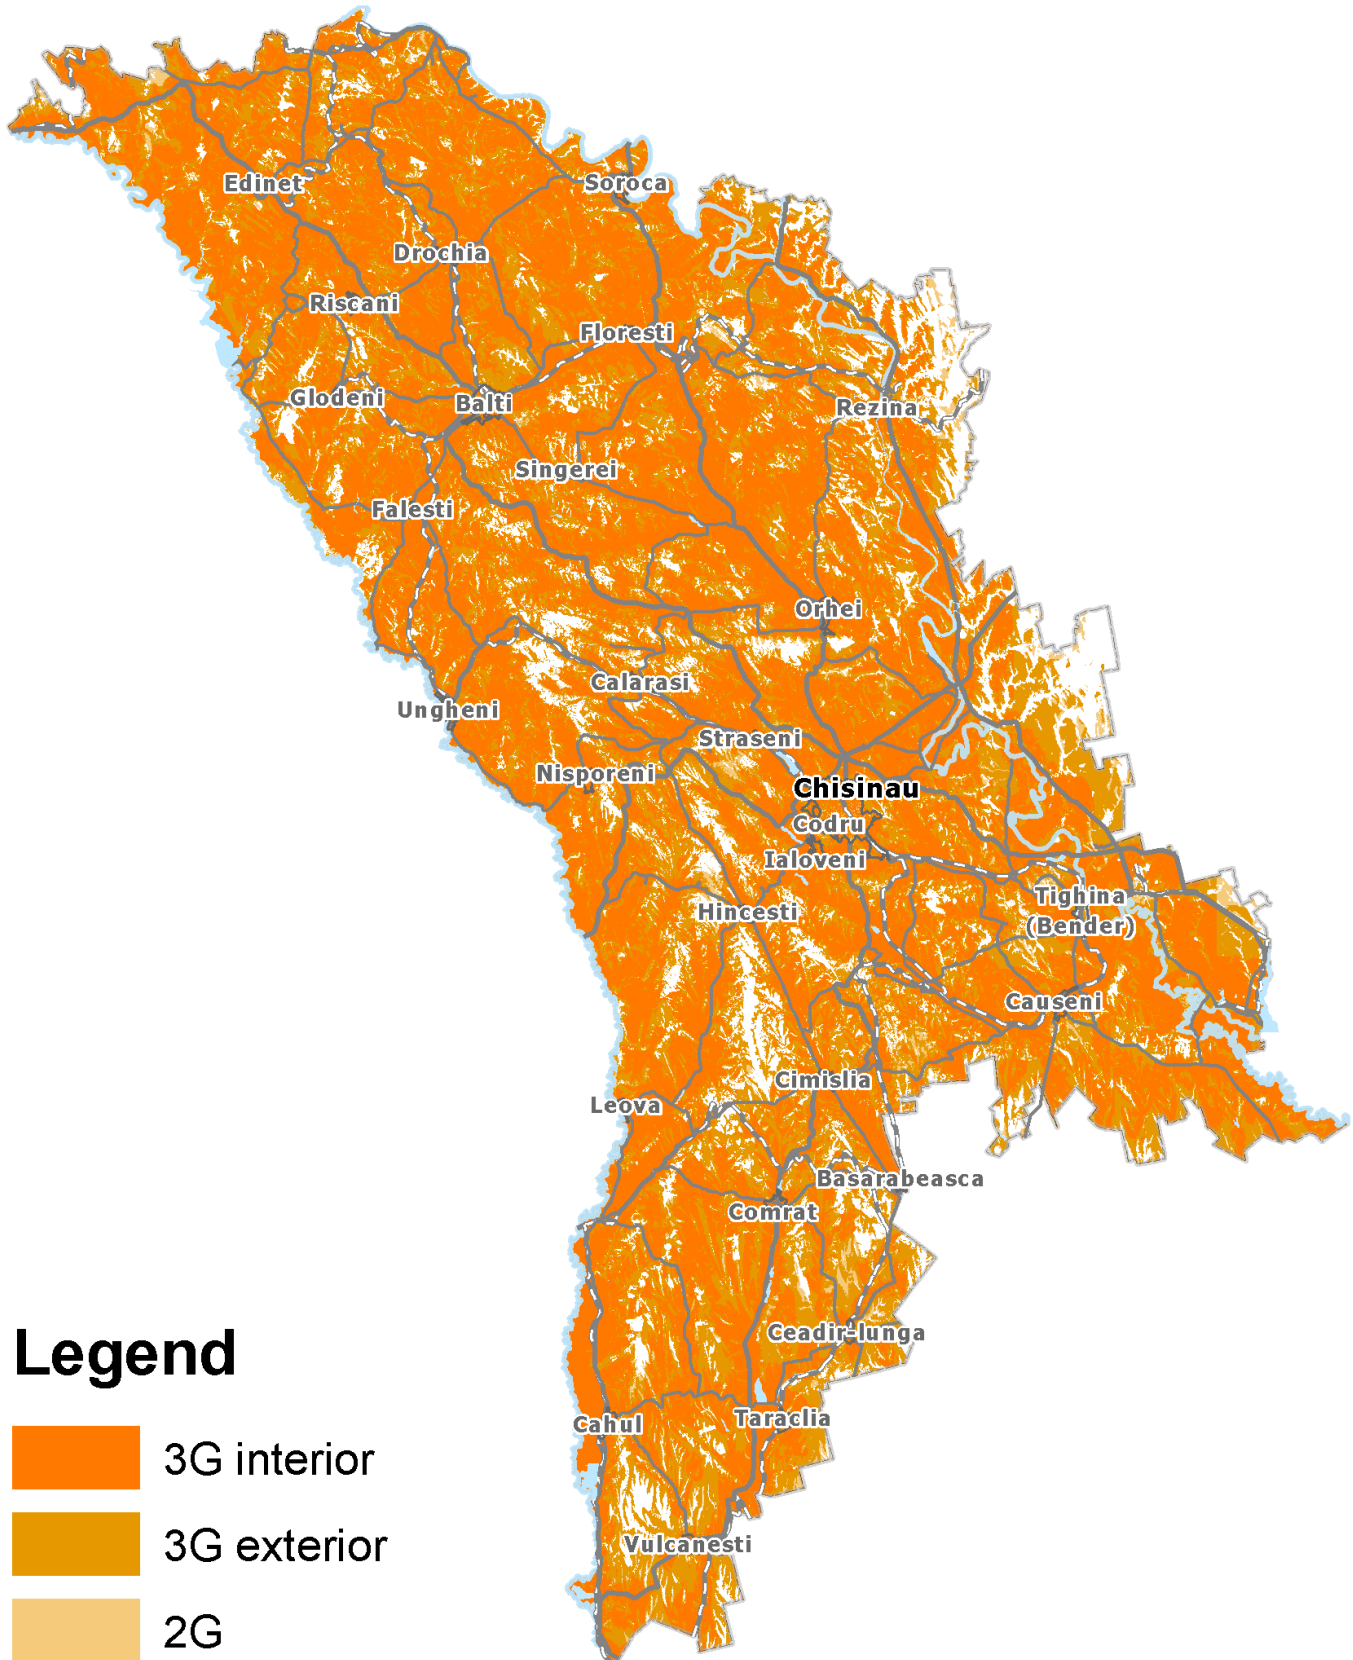 Edinet
Soroca
Drochia
Riscani
Floresti
Glodeni
Balti
Rezina
Singerei
Falesti
Orhei
Calarasi
Ungheni
Straseni
Nisporeni
Chisinau
Codru
Ialoveni
Tighina
(Bender)
Hincesti
Causeni
Cimislia
Leova
Basarabeasca
Comrat
Ceadir-lunga
Cahul
Taraclia
Vulcanesti
Legend
3G interior
3G exterior
2G